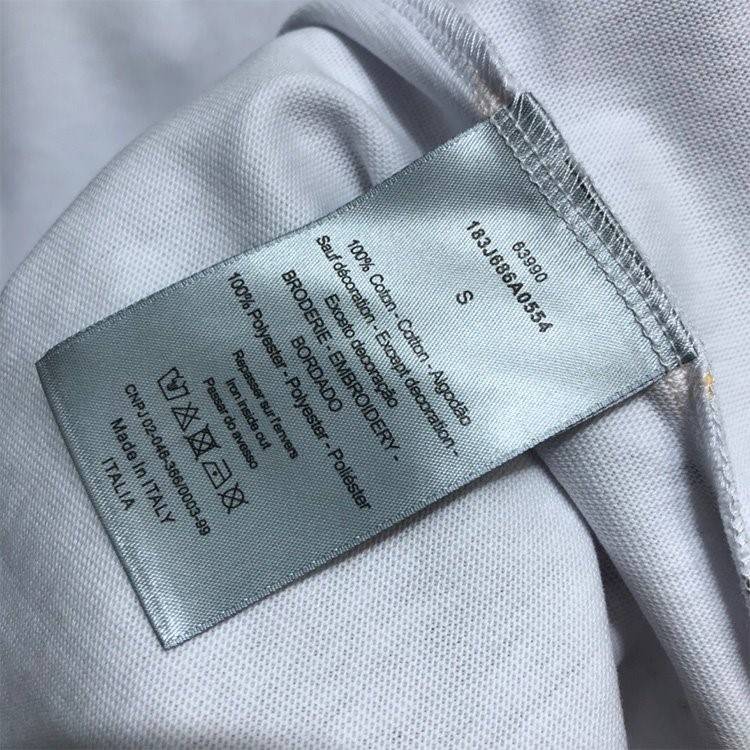 63990
183J686A0554
S
100% Coton - Cotton - Algodão
Sauf décoration - Except decoration -
Exceto decoração
BRODERIE - EMBROIDERY -
BORDADO
100% Polyester - Polyester - Poliéster
Repasser sur l'envers
Iron inside out
Passar do avesso
CNPJ 02-046-386/0003-99
Made In ITALY
ITALIA